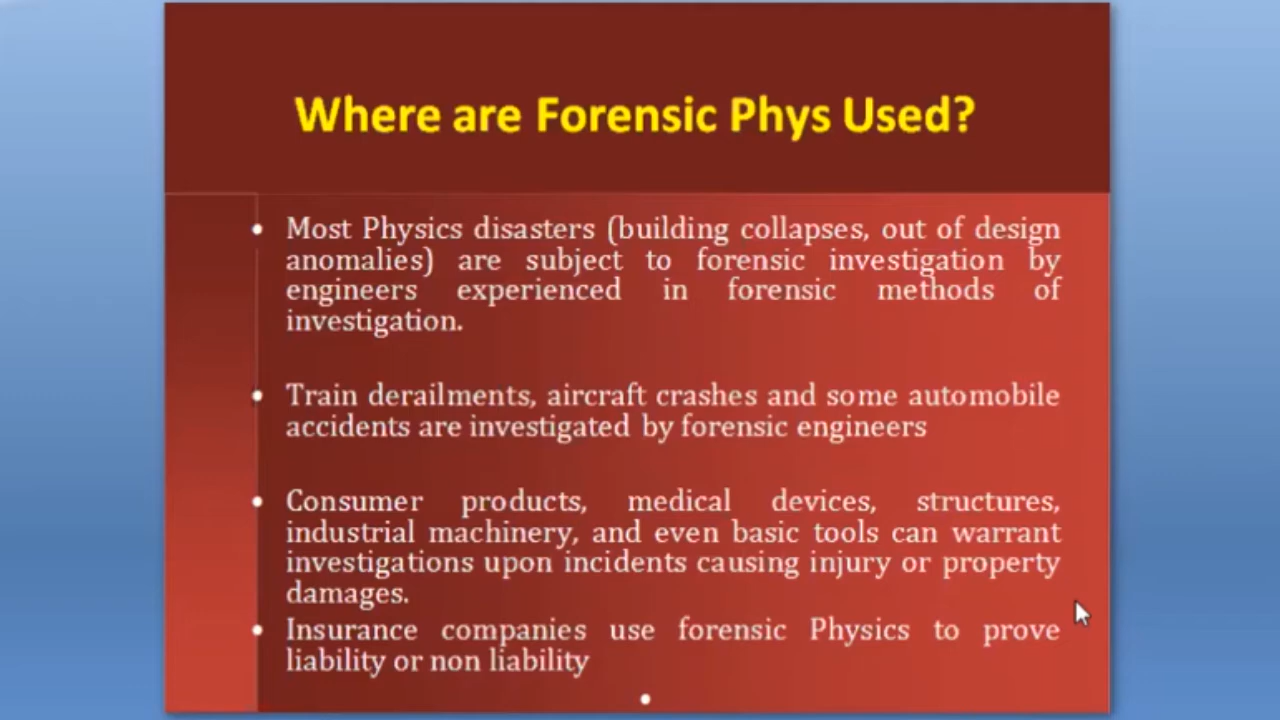 Where are Forensic Phys Used?
• Most Physics disasters (building collapses, out of design
anomalies) are subject to forensic investigation by
engineers experienced in forensic methods of
investigation.
• Train derailments, aircraft crashes and some automobile
accidents are investigated by forensic engineers
• Consumer products, medical devices, structures,
industrial machinery, and even basic tools can warrant
investigations upon incidents causing injury or property
damages.
• Insurance companies use forensic Physics to prove
liability or non liability
•